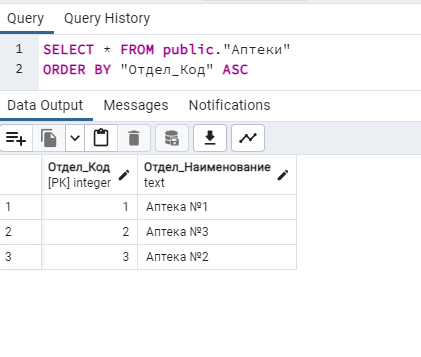 Query Query History
1 SELECT * FROM public."Аптеки"
2 ORDER BY "Отдел_Код" ASC
Data Output Messages Notifications
Отдел_Код Отдел_Наименование
[PK] integer text
1 1 Аптека №1
2 2 Аптека №3
3 3 Аптека №2